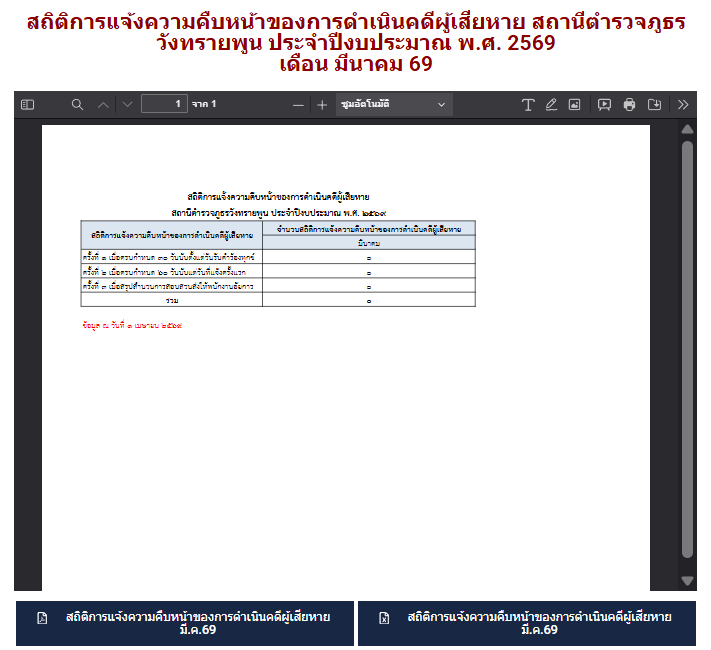 สถิติการแจ้งความคืบหน้าของการดำเนินคดีผู้เสียหาย สถานีตำรวจภูธร
วังทรายพูน ประจำปีงบประมาณ พ.ศ. 2569
เดือน มีนาคม 69
1 จาก 1
ซูมอัตโนมัติ
สถิติการแจ้งความคืบหน้าของการดำเนินคดีผู้เสียหาย
สถานีตำรวจภูธรวังทรายพูน ประจำปีงบประมาณ พ.ศ. ๒๕๖๙
สถิติการแจ้งความคืบหน้าของการดำเนินคดีผู้เสียหาย
จำนวนสถิติการแจ้งความคืบหน้าของการดำเนินคดีผู้เสียหาย
มีนาคม
ครั้งที่ ๑ เมื่อครบกำหนด ๓๐ วันนับตั้งแต่วันรับคำร้องทุกข์
ครั้งที่ ๒ เมื่อครบกำหนด ๒๐ วันนับแต่วันที่แจ้งครั้งแรก
ครั้งที่ ๓ เมื่อสรุปสำนวนการสอบสวนส่งให้พนักงานอัยการ
รวม
ข้อมูล ณ วันที่ ๑ เมษายน ๒๕๖๙
สถิติการแจ้งความคืบหน้าของการดำเนินคดีผู้เสียหาย
มี.ค.69
สถิติการแจ้งความคืบหน้าของการดำเนินคดีผู้เสียหาย
มี.ค.69